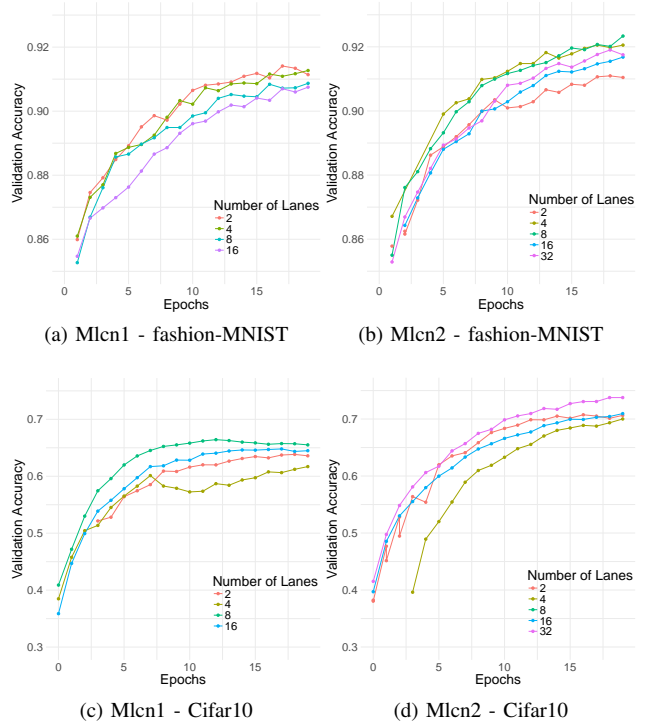 0.92
0.90
0.88
0.86
Validation Accuracy
Number of Lanes
2
4
8
16
0 5 10 15
Epochs
(a) Mlcn1 - fashion-MNIST
0.92
0.90
0.88
0.86
Validation Accuracy
Number of Lanes
2
4
8
16
32
0 5 10 15
Epochs
(b) Mlcn2 - fashion-MNIST
0.7
0.6
0.5
0.4
0.3
Validation Accuracy
Number of Lanes
2
4
8
16
0 5 10 15
Epochs
(c) Mlcn1 - Cifar10
0.7
0.6
0.5
0.4
0.3
Validation Accuracy
Number of Lanes
2
4
8
16
32
0 5 10 15
Epochs
(d) Mlcn2 - Cifar10